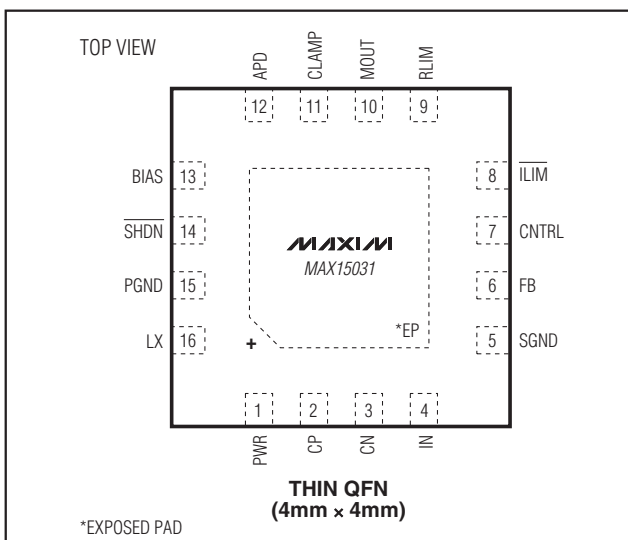 TOP VIEW
APD
CLAMP
MOUT
RLIM
12
11
10
9
BIAS 13
8 ILIM
SHDN 14
7 CNTRL
MAXIM
MAX15031
PGND 15
6 FB
*EP
LX 16
5 SGND
+
1
2
3
4
PWR
CP
CN
IN
THIN QFN
(4mm × 4mm)
*EXPOSED PAD